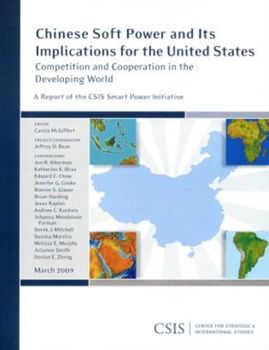 Chinese Soft Power and Its
Implications for the United States
Competition and Cooperation in the
Developing World
A Report of the CSIS Smart Power Initiative
EDITOR
Carola McGiffert
PROJECT COORDINATOR
Jeffrey D. Bean
CONTRIBUTORS
Jon B. Alterman
Katherine E. Bliss
Edward C. Chow
Jennifer G. Cooke
Bonnie S. Glaser
Brian Harding
Jesse Kaplan
Andrew C. Kuchins
Johanna Mendelson
Forman
Derek J. Mitchell
Susana Moreira
Melissa E. Murphy
Julianne Smith
Denise E. Zheng
March 2009
CSIS
CENTER FOR STRATEGIC &
INTERNATIONAL STUDIES